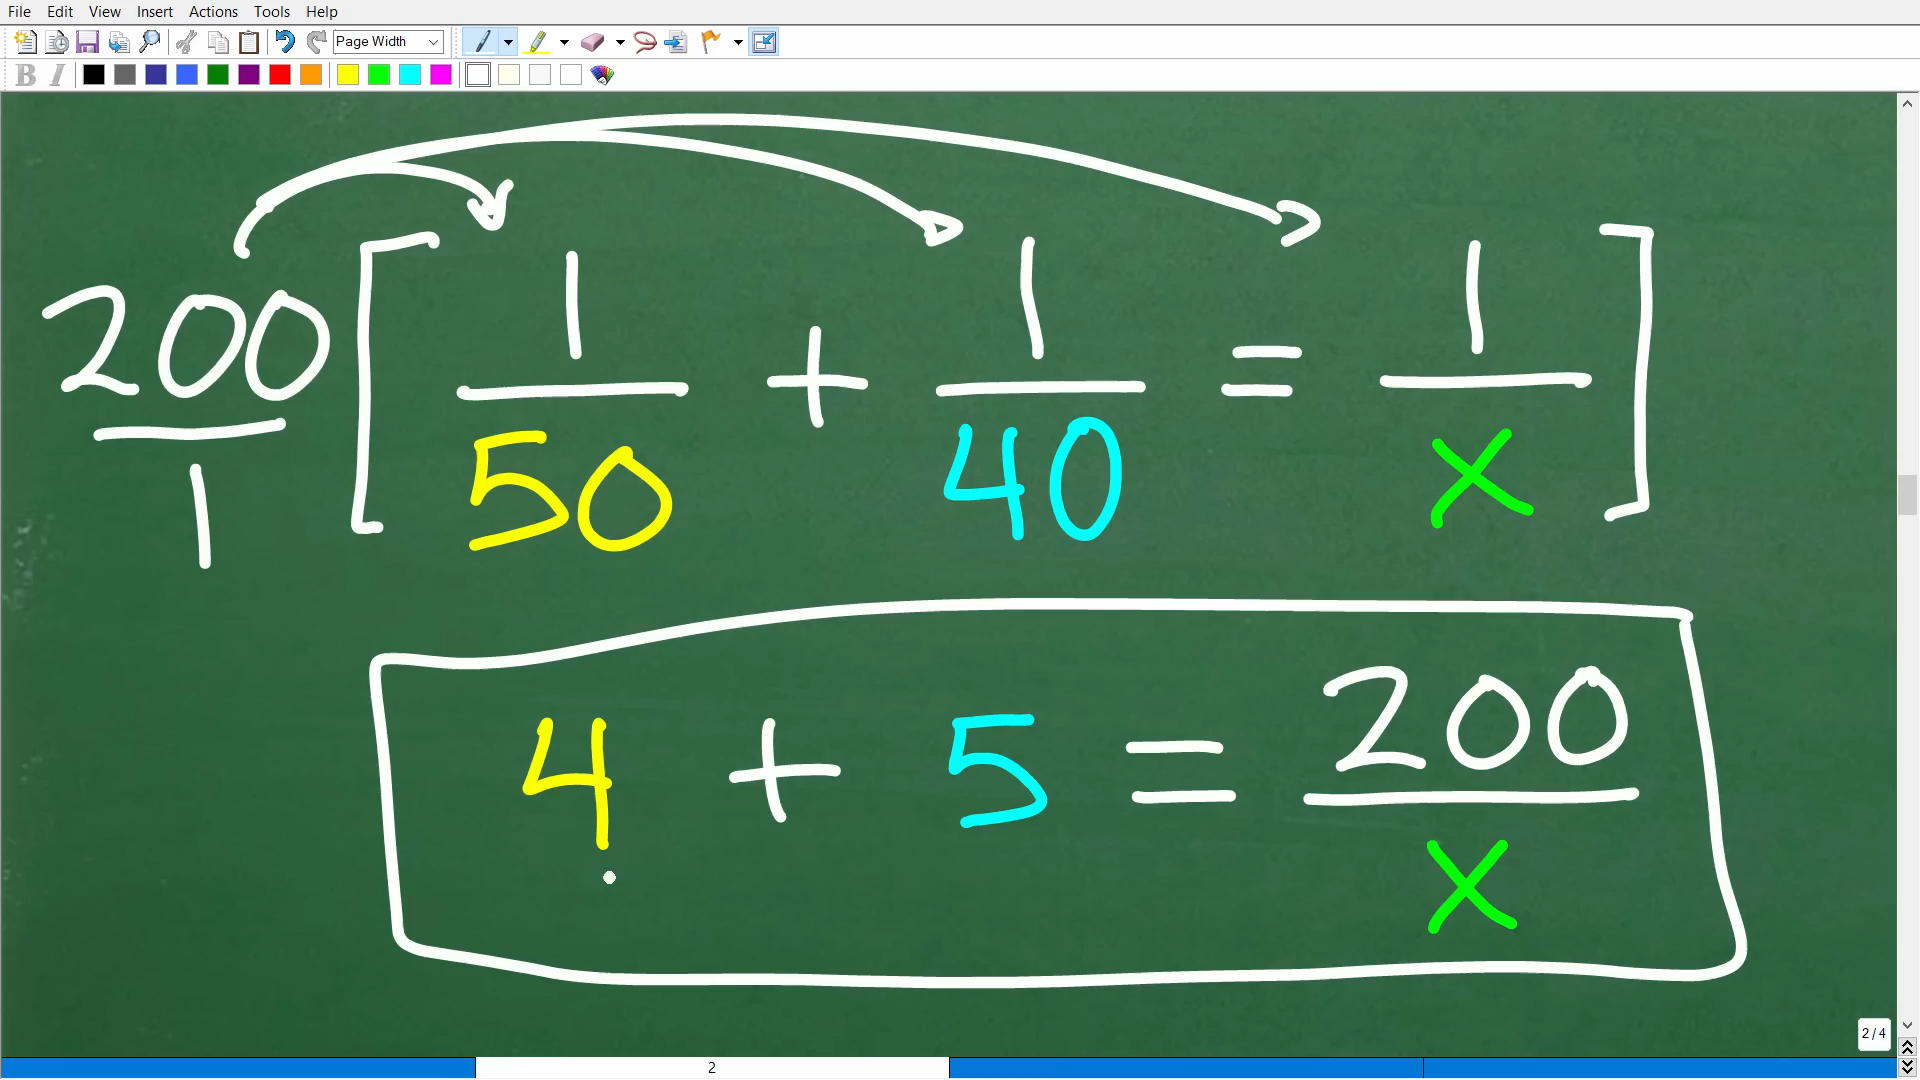 File Edit View Insert Actions Tools Help
Page Width
B I
200/1 [ 1/50 + 1/40 = 1/x ]
4 + 5 = 200/x
2 / 4
2